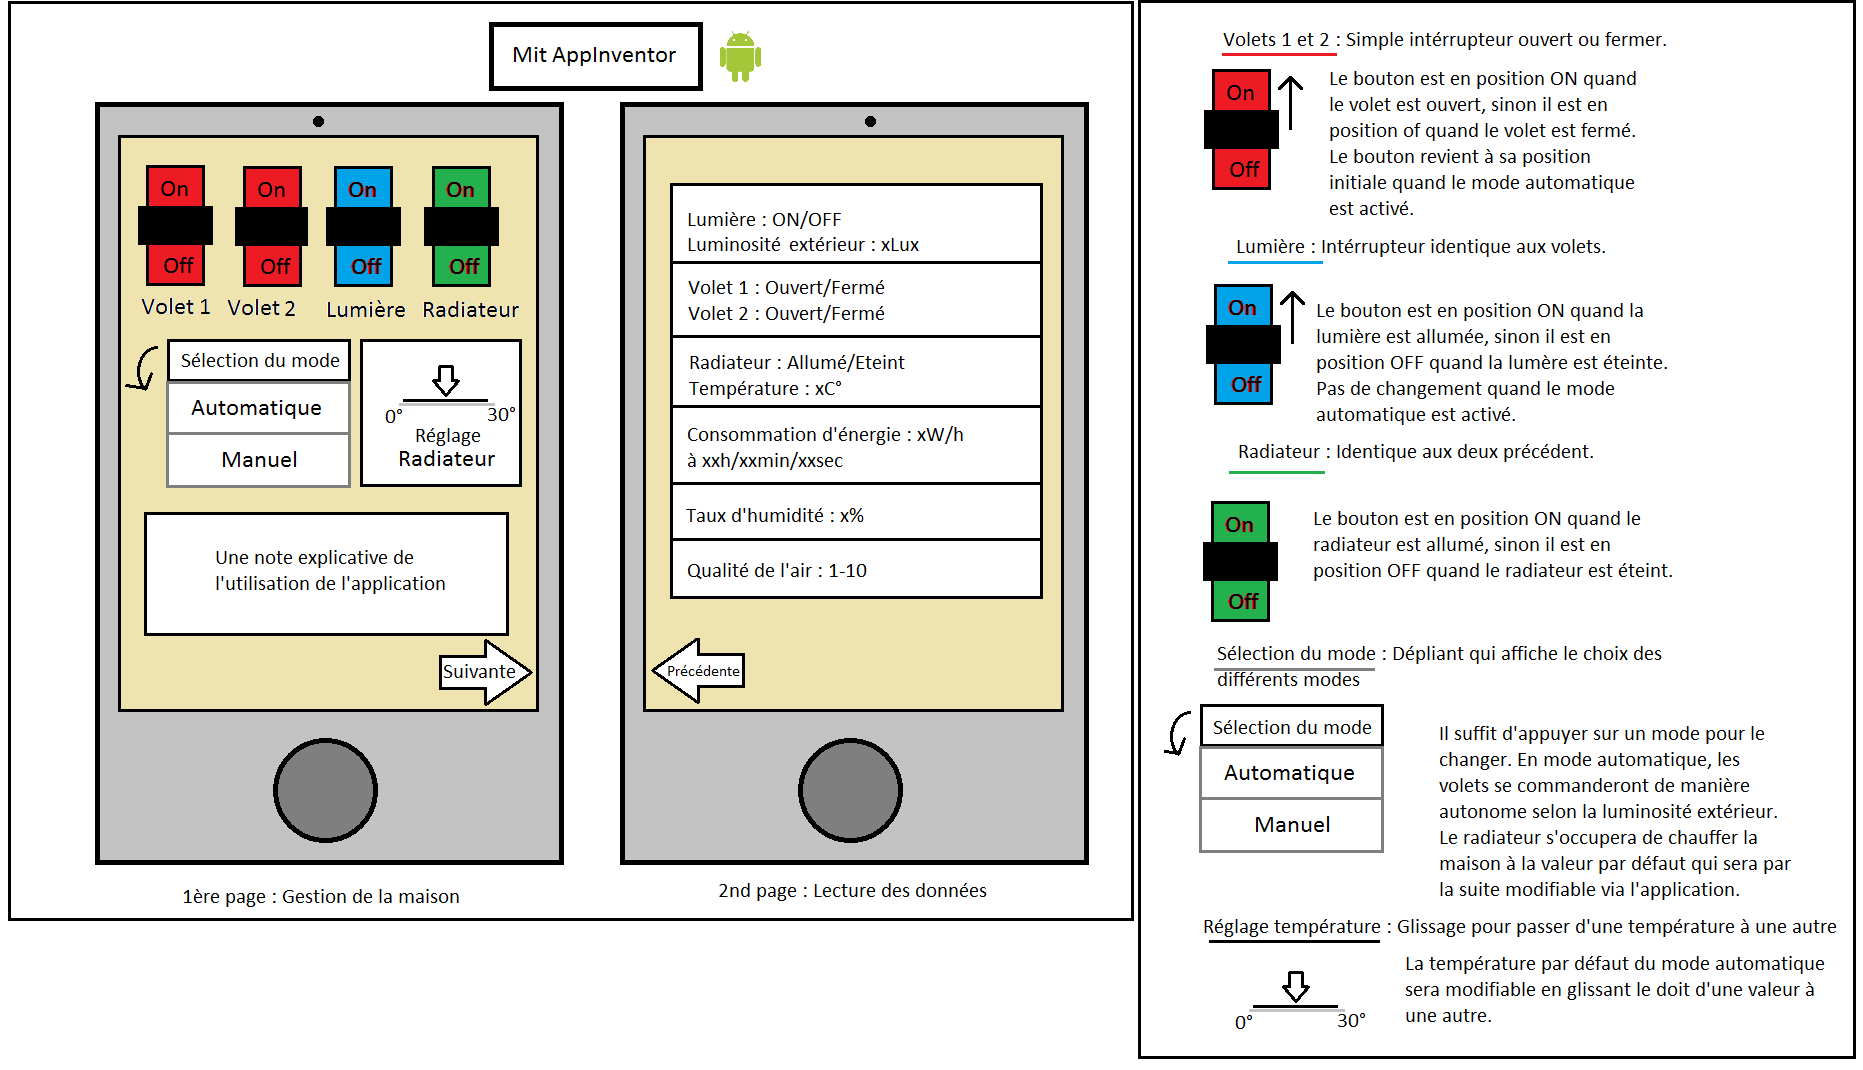 Mit AppInventor
On
On
On
On
Off
Off
Off
Off
Volet 1
Volet 2
Lumière
Radiateur
Sélection du mode
Automatique
Manuel
0°
30°
Réglage
Radiateur
Une note explicative de
l'utilisation de l'application
Suivante
1ère page : Gestion de la maison
Lumière : ON/OFF
Luminosité extérieur : xLux
Volet 1 : Ouvert/Fermé
Volet 2 : Ouvert/Fermé
Radiateur : Allumé/Eteint
Température : xC°
Consommation d'énergie : xW/h
à xxh/xxmin/xxsec
Taux d'humidité : x%
Qualité de l'air : 1-10
Précédente
2nd page : Lecture des données
Volets 1 et 2 : Simple intérrupteur ouvert ou fermer.
On
Off
Le bouton est en position ON quand
le volet est ouvert, sinon il est en
position of quand le volet est fermé.
Le bouton revient à sa position
initiale quand le mode automatique
est activé.
Lumière : Intérrupteur identique aux volets.
On
Off
Le bouton est en position ON quand la
lumière est allumée, sinon il est en
position OFF quand la lumère est éteinte.
Pas de changement quand le mode
automatique est activé.
Radiateur : Identique aux deux précédent.
On
Off
Le bouton est en position ON quand le
radiateur est allumé, sinon il est en
position OFF quand le radiateur est éteint.
Sélection du mode : Dépliant qui affiche le choix des
différents modes
Sélection du mode
Automatique
Manuel
Il suffit d'appuyer sur un mode pour le
changer. En mode automatique, les
volets se commanderont de manière
autonome selon la luminosité extérieur.
Le radiateur s'occupera de chauffer la
maison à la valeur par défaut qui sera par
la suite modifiable via l'application.
Réglage température : Glissage pour passer d'une température à une autre
0°
30°
La température par défaut du mode automatique
sera modifiable en glissant le doit d'une valeur à
une autre.